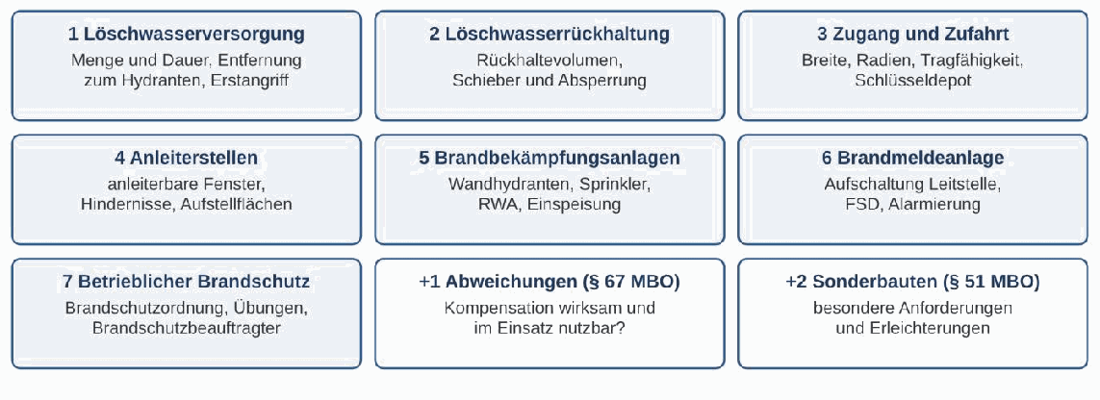 1 Löschwasserversorgung
Menge und Dauer, Entfernung
zum Hydranten, Erstangriff
2 Löschwasserrückhaltung
Rückhaltevolumen,
Schieber und Absperrung
3 Zugang und Zufahrt
Breite, Radien, Tragfähigkeit,
Schlüsseldepot
4 Anleiterstellen
anleiterbare Fenster,
Hindernisse, Aufstellflächen
5 Brandbekämpfungsanlagen
Wandhydranten, Sprinkler,
RWA, Einspeisung
6 Brandmeldeanlage
Aufschaltung Leitstelle,
FSD, Alarmierung
7 Betrieblicher Brandschutz
Brandschutzordnung, Übungen,
Brandschutzbeauftragter
+1 Abweichungen (§ 67 MBO)
Kompensation wirksam und
im Einsatz nutzbar?
+2 Sonderbauten (§ 51 MBO)
besondere Anforderungen
und Erleichterungen